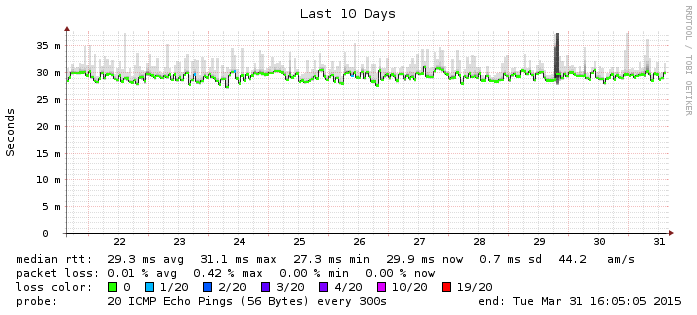 Last 10 Days
RRDTOOL / TOBI OETIKER
Seconds
35 m
30 m
25 m
20 m
15 m
10 m
5 m
0
22 23 24 25 26 27 28 29 30 31
median rtt: 29.3 ms avg 31.1 ms max 27.3 ms min 29.9 ms now 0.7 ms sd 44.2 am/s
packet loss: 0.01 % avg 0.42 % max 0.00 % min 0.00 % now
loss color: 0 1/20 2/20 3/20 4/20 10/20 19/20
probe: 20 ICMP Echo Pings (56 Bytes) every 300s end: Tue Mar 31 16:05:05 2015